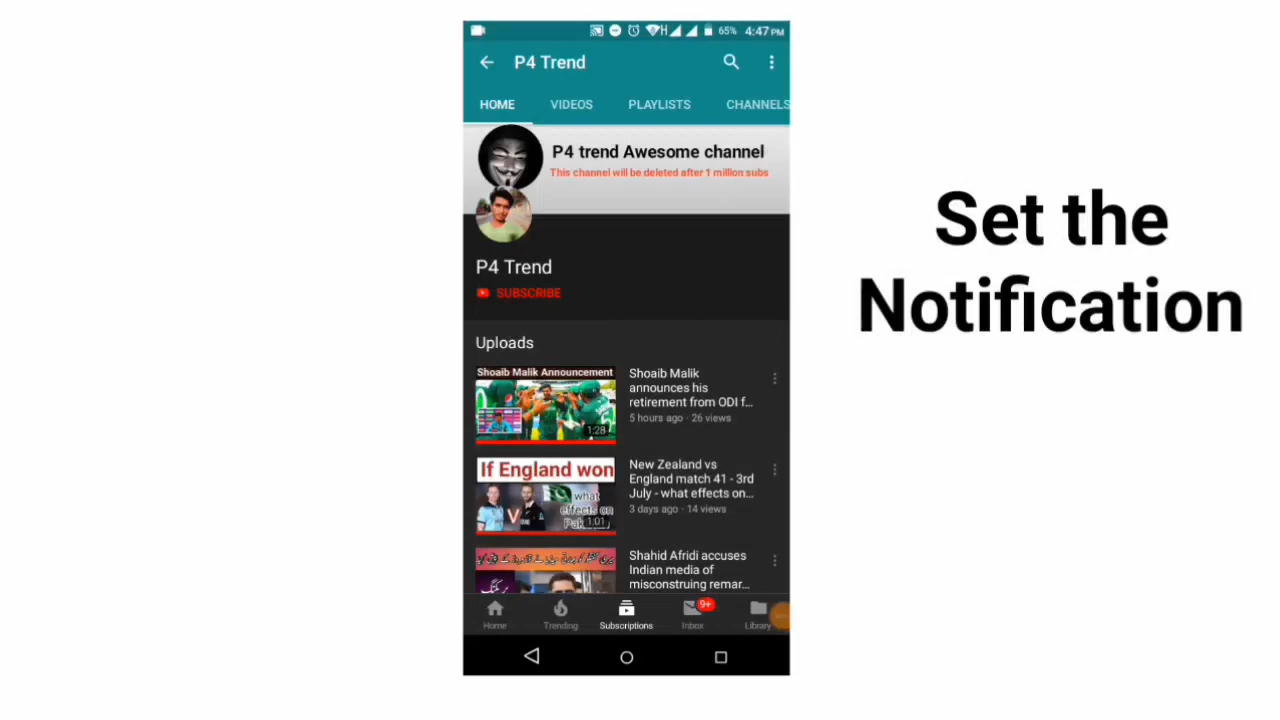 H 65% 4:47 PM
P4 Trend
HOME VIDEOS PLAYLISTS CHANNELS
P4 trend Awesome channel
This channel will be deleted after 1 million subs
P4 Trend
SUBSCRIBE
Uploads
Shoaib Malik Announcement
1:28
Shoaib Malik
announces his
retirement from ODI f...
5 hours ago · 26 views
If England won
what
effects on
V
1:01
New Zealand vs
England match 41 - 3rd
July - what effects on...
3 days ago · 14 views
Shahid Afridi accuses
Indian media of
misconstruing remar...
Home Trending Subscriptions Inbox 9+ Library
Set the
Notification